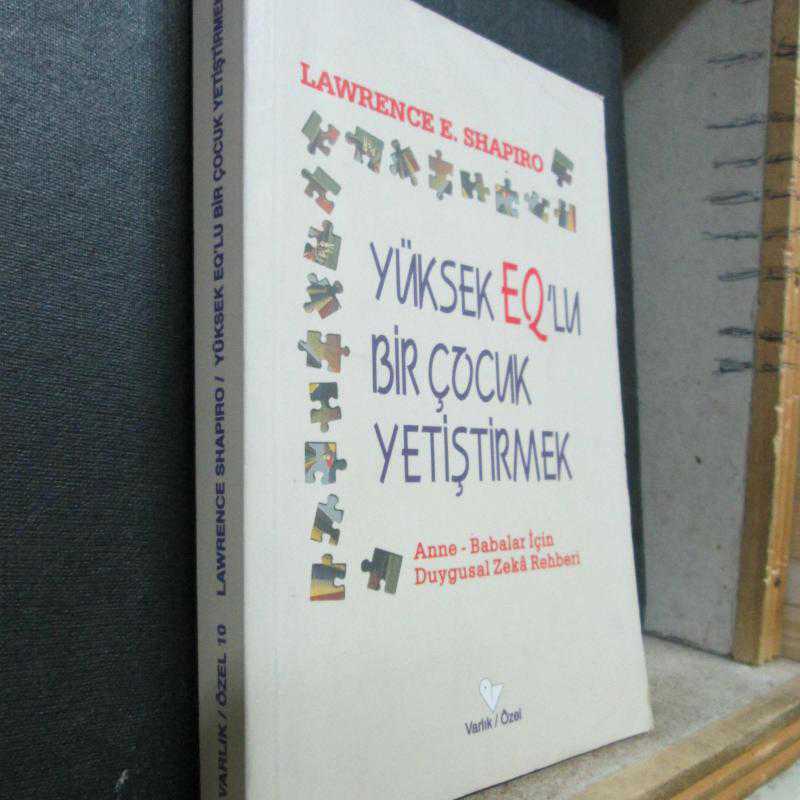 LAWRENCE E. SHAPIRO
YÜKSEK EQ'LU
BİR ÇOCUK
YETİŞTİRMEK
Anne - Babalar İçin
Duygusal Zekâ Rehberi
Varlık / Özel
VARLIK / ÖZEL 10 LAWRENCE SHAPIRO / YÜKSEK EQ'LU BİR ÇOCUK YETİŞTİRMEK